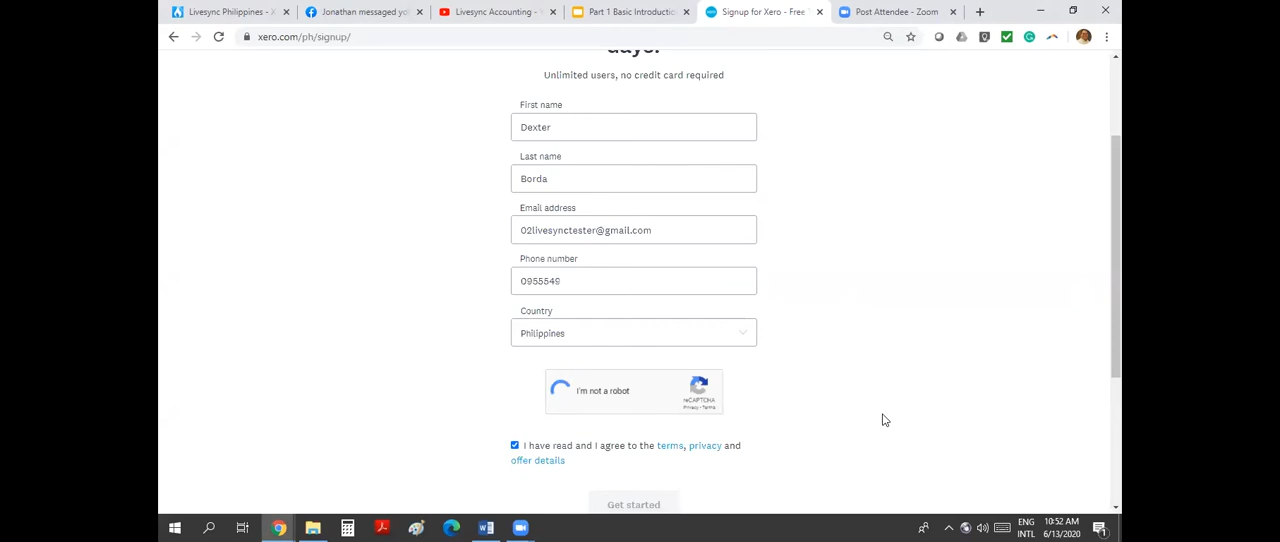 Livesync Philippines - X
Jonathan messaged yo
Livesync Accounting -
Part 1 Basic Introductio
Signup for Xero - Free
Post Attendee - Zoom
xero.com/ph/signup/
days.
Unlimited users, no credit card required
First name
Dexter
Last name
Borda
Email address
02livesynctester@gmail.com
Phone number
0955549
Country
Philippines
I'm not a robot
reCAPTCHA
Privacy - Terms
I have read and I agree to the terms, privacy and
offer details
Get started
ENG
INTL
10:52 AM
6/13/2020
1